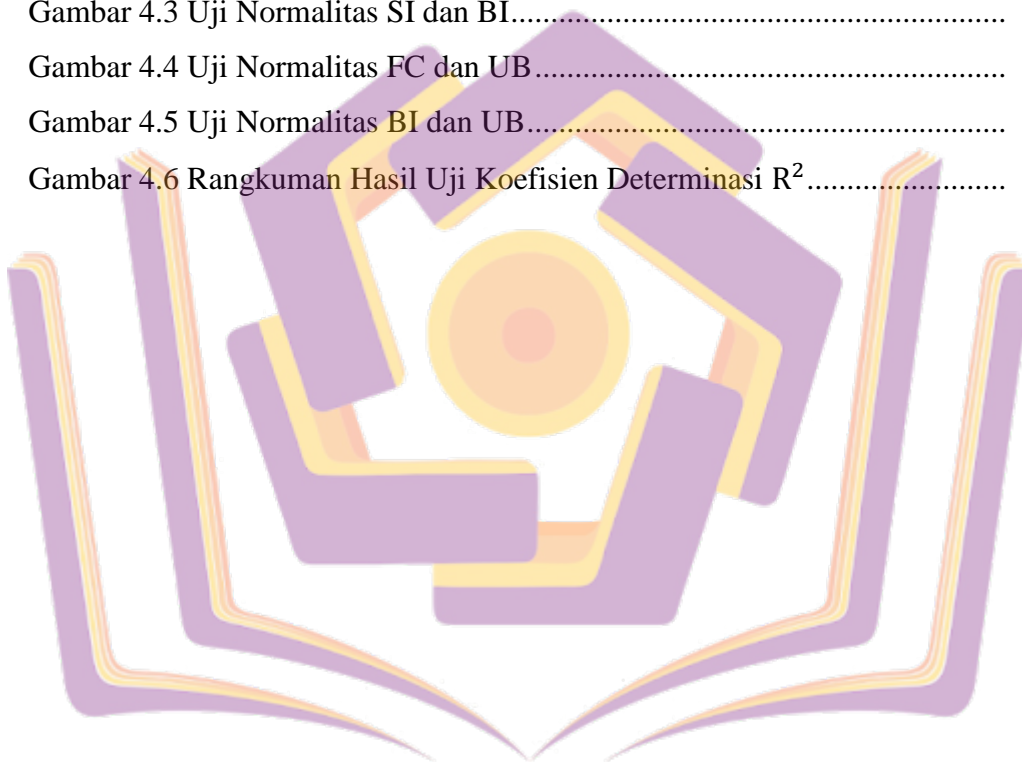 Gambar 4.3 Uji Normalitas SI dan BI............................................................
Gambar 4.4 Uji Normalitas FC dan UB.........................................................
Gambar 4.5 Uji Normalitas BI dan UB..........................................................
Gambar 4.6 Rangkuman Hasil Uji Koefisien Determinasi R²........................